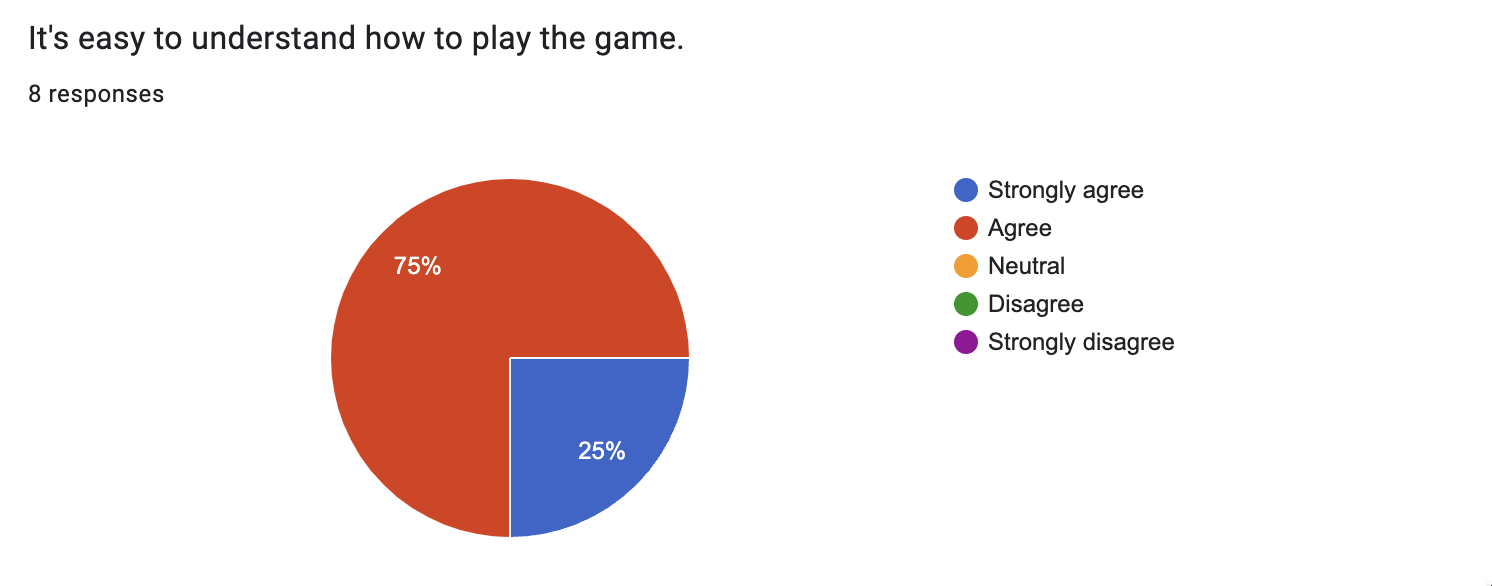 It's easy to understand how to play the game.
8 responses
75%
25%
Strongly agree
Agree
Neutral
Disagree
Strongly disagree